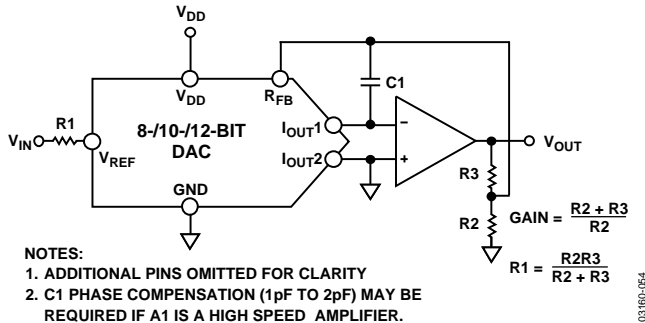 VDD
VDD
RFB
C1
R1
VIN
VREF
8-/10-/12-BIT
DAC
IOUT1
IOUT2
GND
−
+
VOUT
R3
R2
GAIN = R2 + R3
R2
R1 = R2R3
R2 + R3
NOTES:
1. ADDITIONAL PINS OMITTED FOR CLARITY
2. C1 PHASE COMPENSATION (1pF TO 2pF) MAY BE
REQUIRED IF A1 IS A HIGH SPEED AMPLIFIER.
03160-054